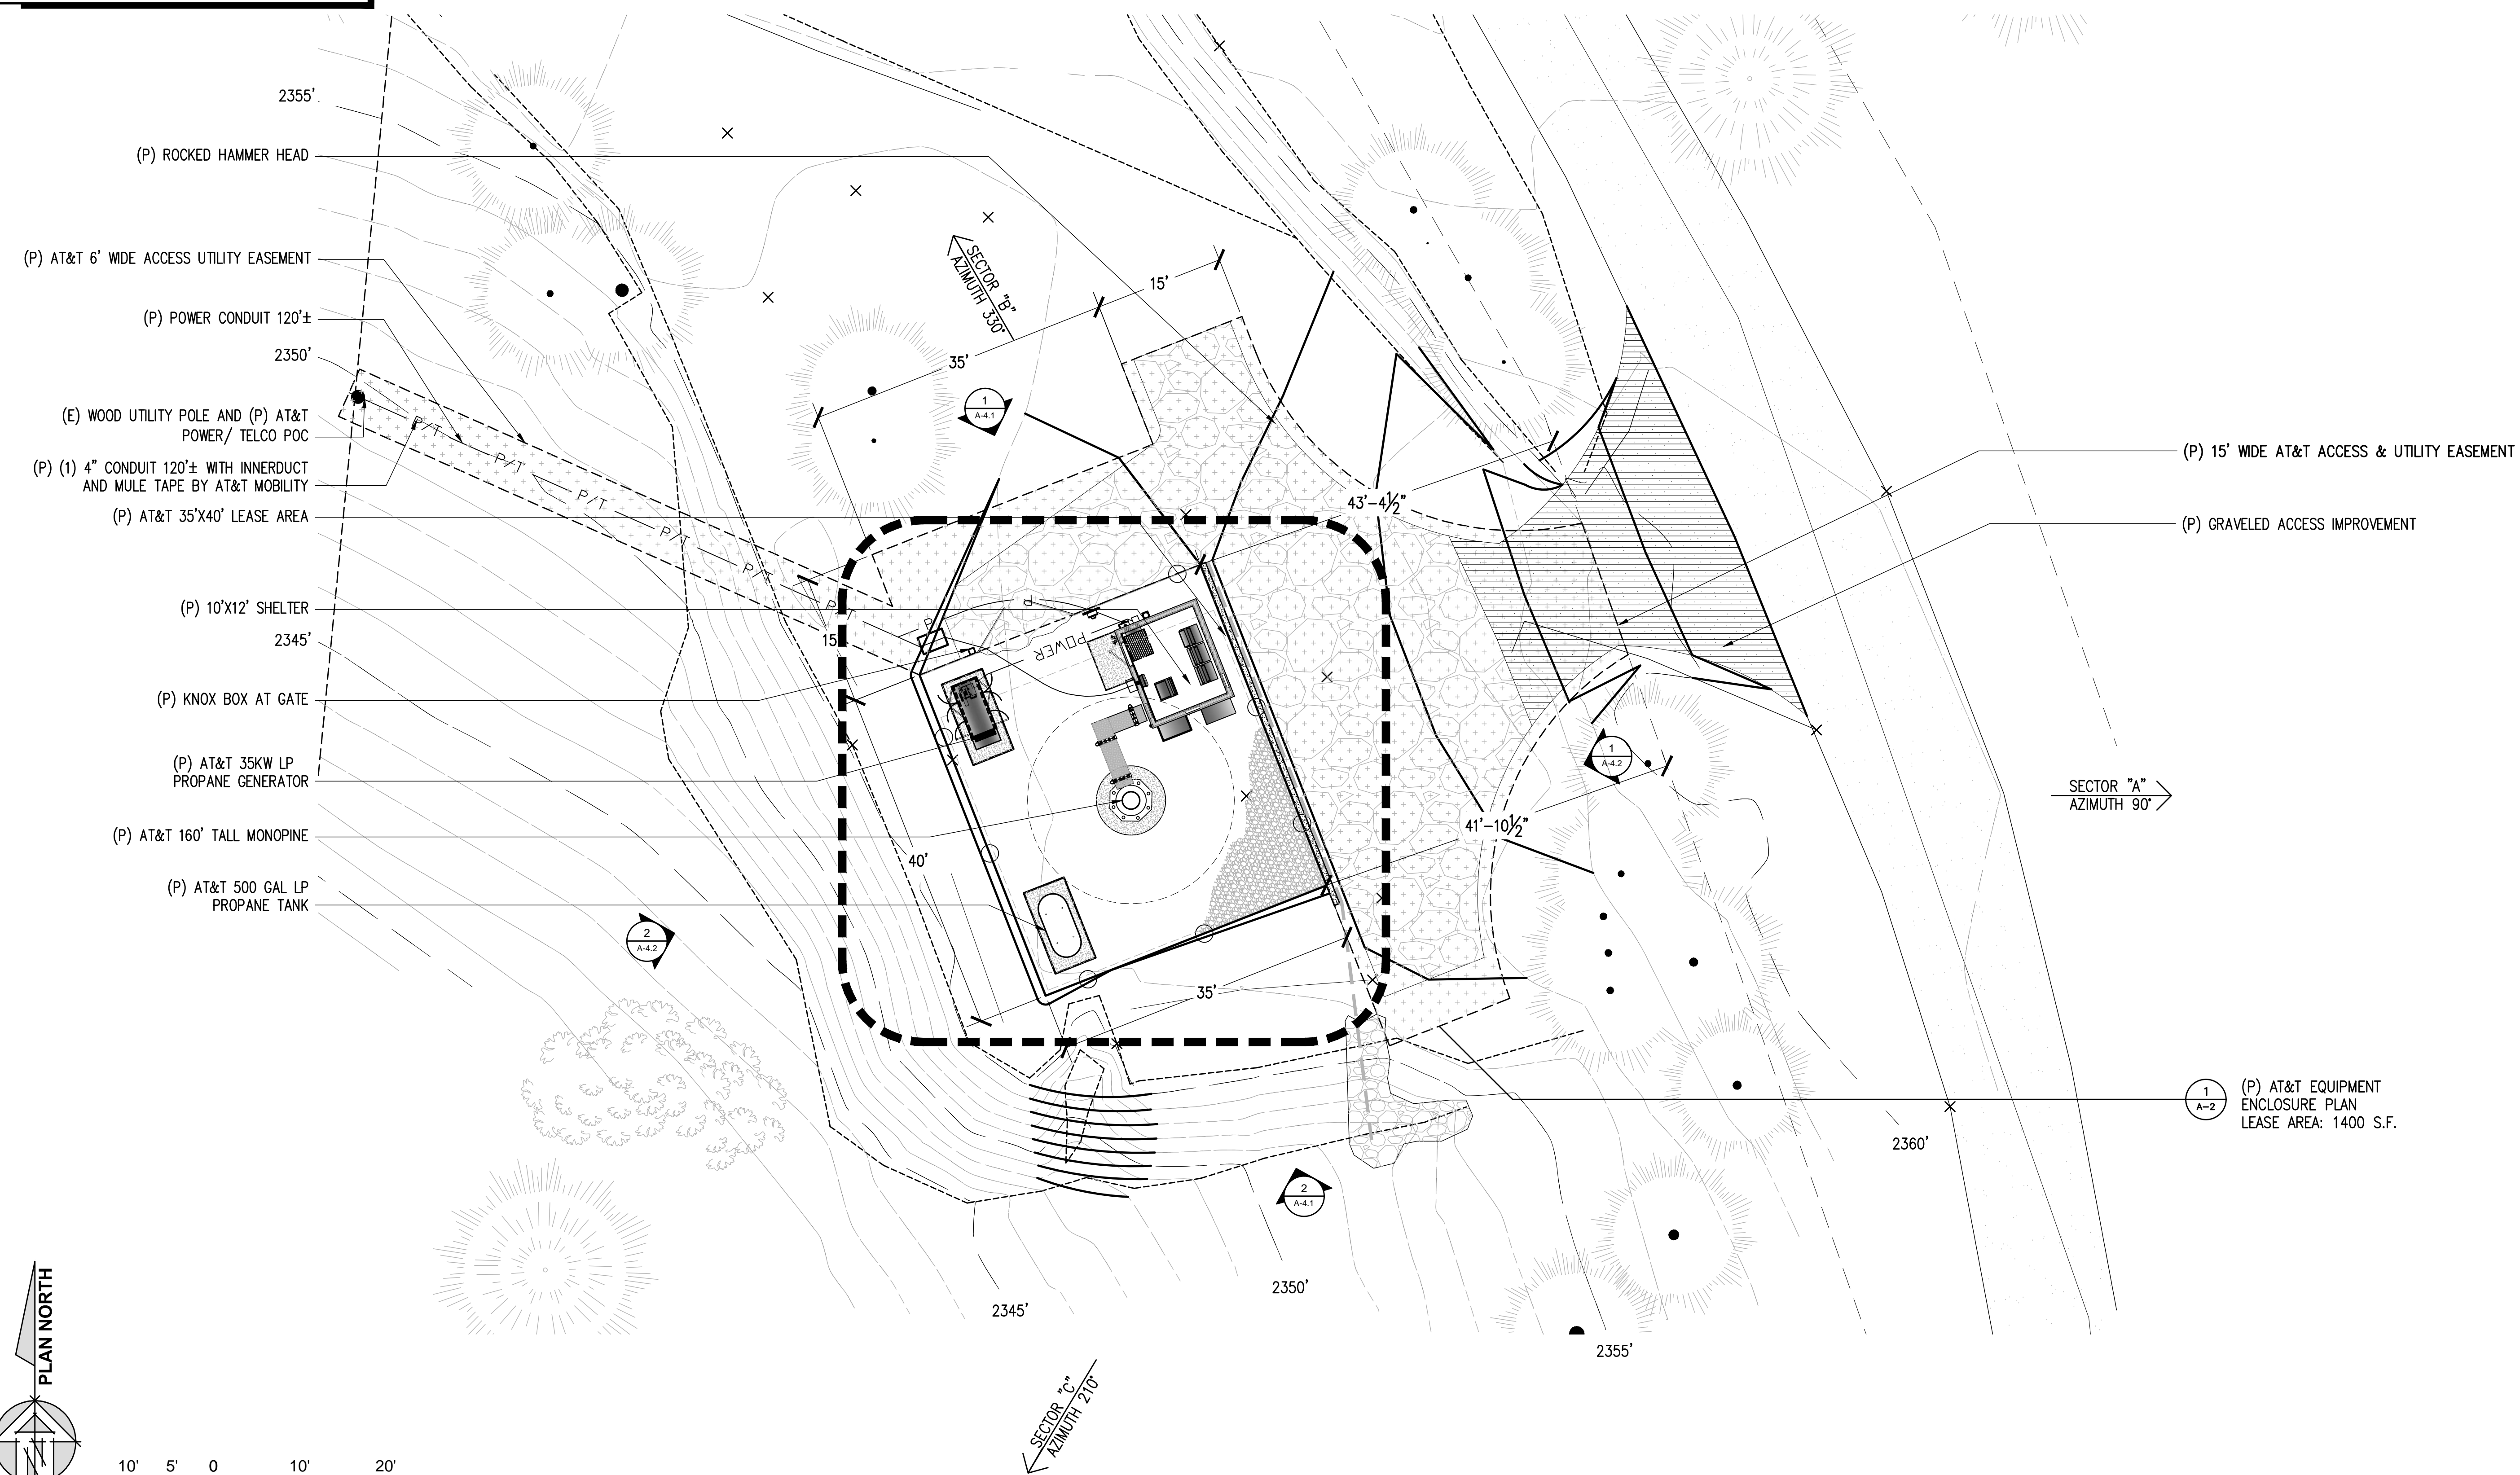 2355'
(P) ROCKED HAMMER HEAD
(P) AT&T 6' WIDE ACCESS UTILITY EASEMENT
(P) POWER CONDUIT 120'±
2350'
(E) WOOD UTILITY POLE AND (P) AT&T
POWER/ TELCO POC
(P) (1) 4" CONDUIT 120'± WITH INNERDUCT
AND MULE TAPE BY AT&T MOBILITY
(P) AT&T 35'X40' LEASE AREA
(P) 10'X12' SHELTER
2345'
(P) KNOX BOX AT GATE
(P) AT&T 35KW LP
PROPANE GENERATOR
(P) AT&T 160' TALL MONOPINE
(P) AT&T 500 GAL LP
PROPANE TANK
SECTOR "B"
AZIMUTH 330°
15'
35'
1
A-4.1
P/T
P/T
P/T
P/T
P/T
P/T
P
P
POWER
15'
43'-4½"
41'-10½"
40'
35'
1
A-4.2
2
A-4.2
2
A-4.1
(P) 15' WIDE AT&T ACCESS & UTILITY EASEMENT
(P) GRAVELED ACCESS IMPROVEMENT
SECTOR "A"
AZIMUTH 90°
1
A-2
(P) AT&T EQUIPMENT
ENCLOSURE PLAN
LEASE AREA: 1400 S.F.
2360'
2355'
2350'
2345'
SECTOR "C"
AZIMUTH 210°
PLAN NORTH
10' 5' 0 10' 20'